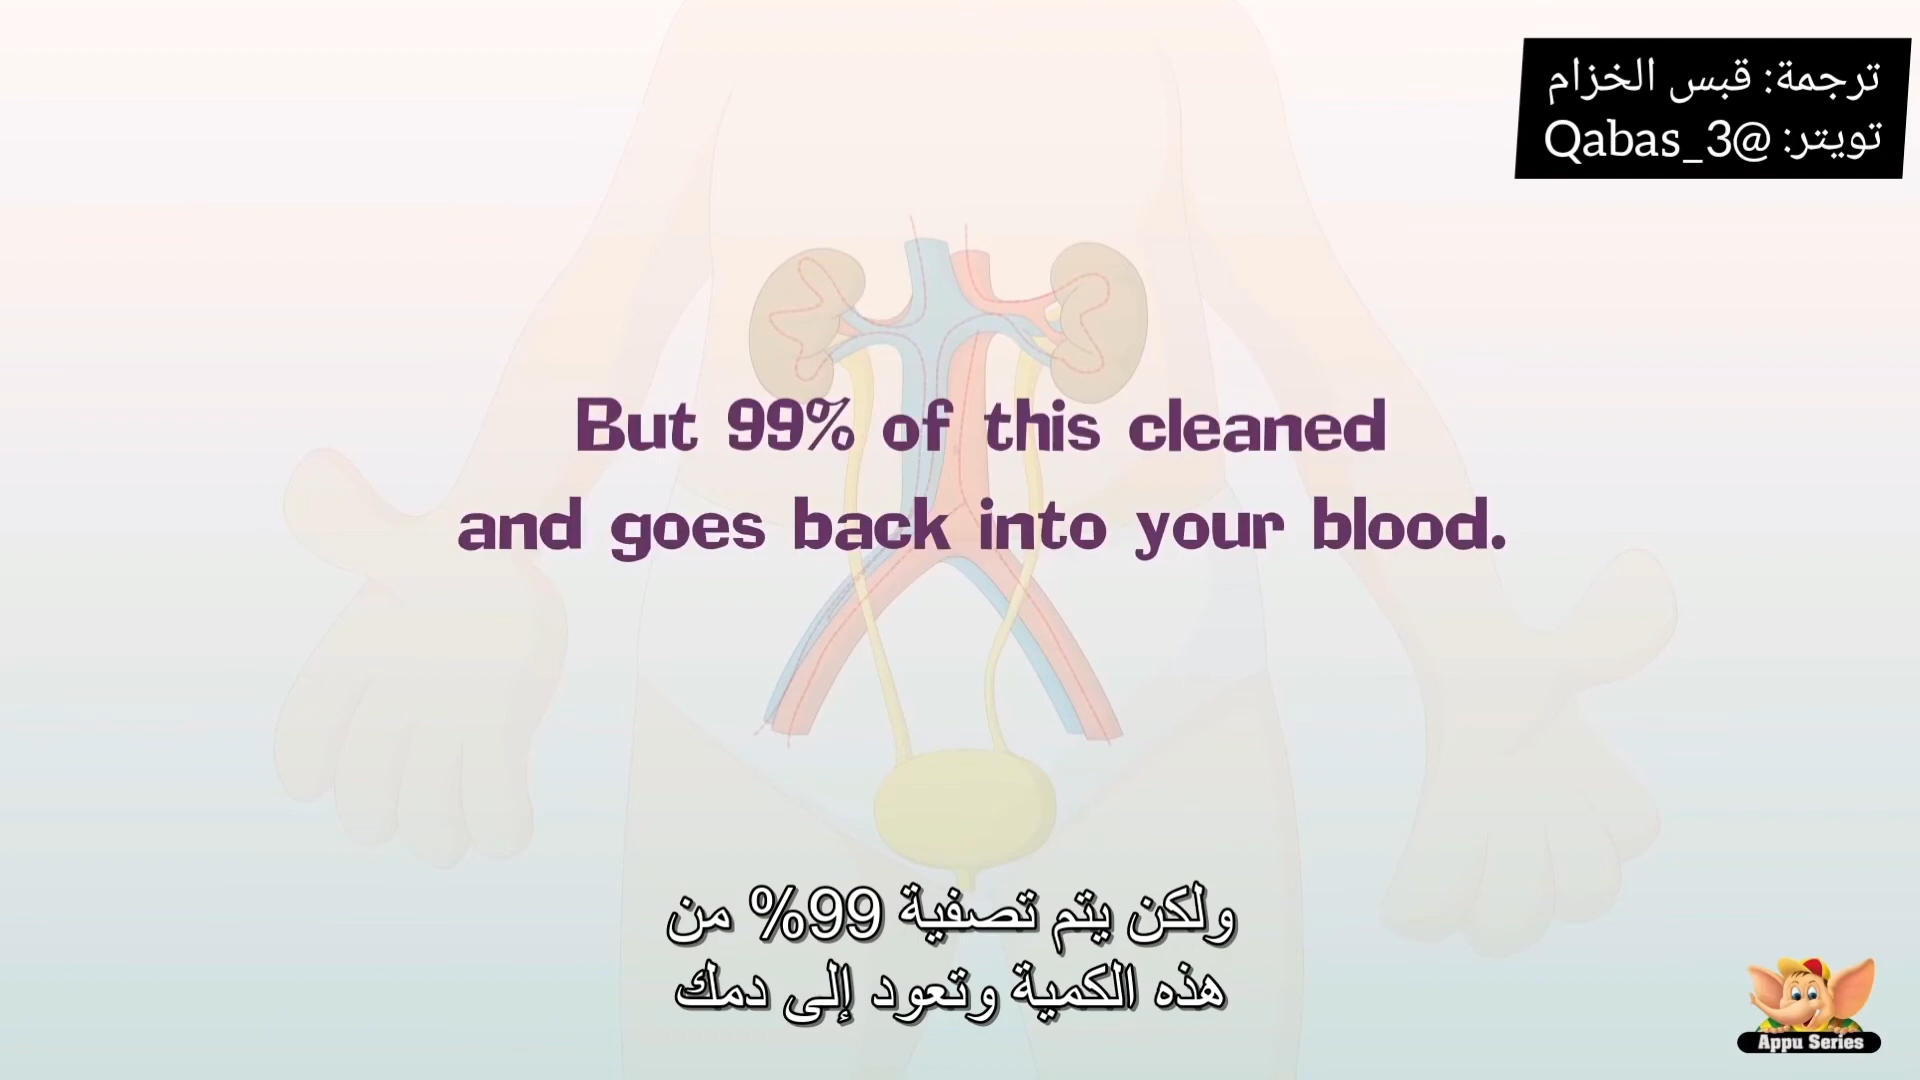 ترجمة: قبس الخزام
تويتر: @Qabas_3
But 99% of this cleaned
and goes back into your blood.
ولكن يتم تصفية 99% من
هذه الكمية وتعود إلى دمك
Appu Series